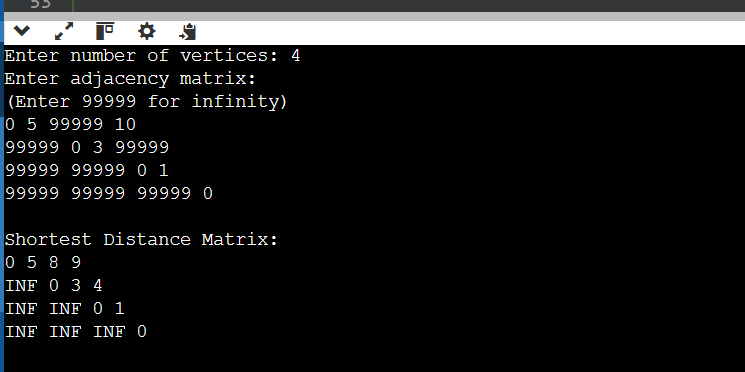 53
Enter number of vertices: 4
Enter adjacency matrix:
(Enter 99999 for infinity)
0 5 99999 10
99999 0 3 99999
99999 99999 0 1
99999 99999 99999 0
Shortest Distance Matrix:
0 5 8 9
INF 0 3 4
INF INF 0 1
INF INF INF 0